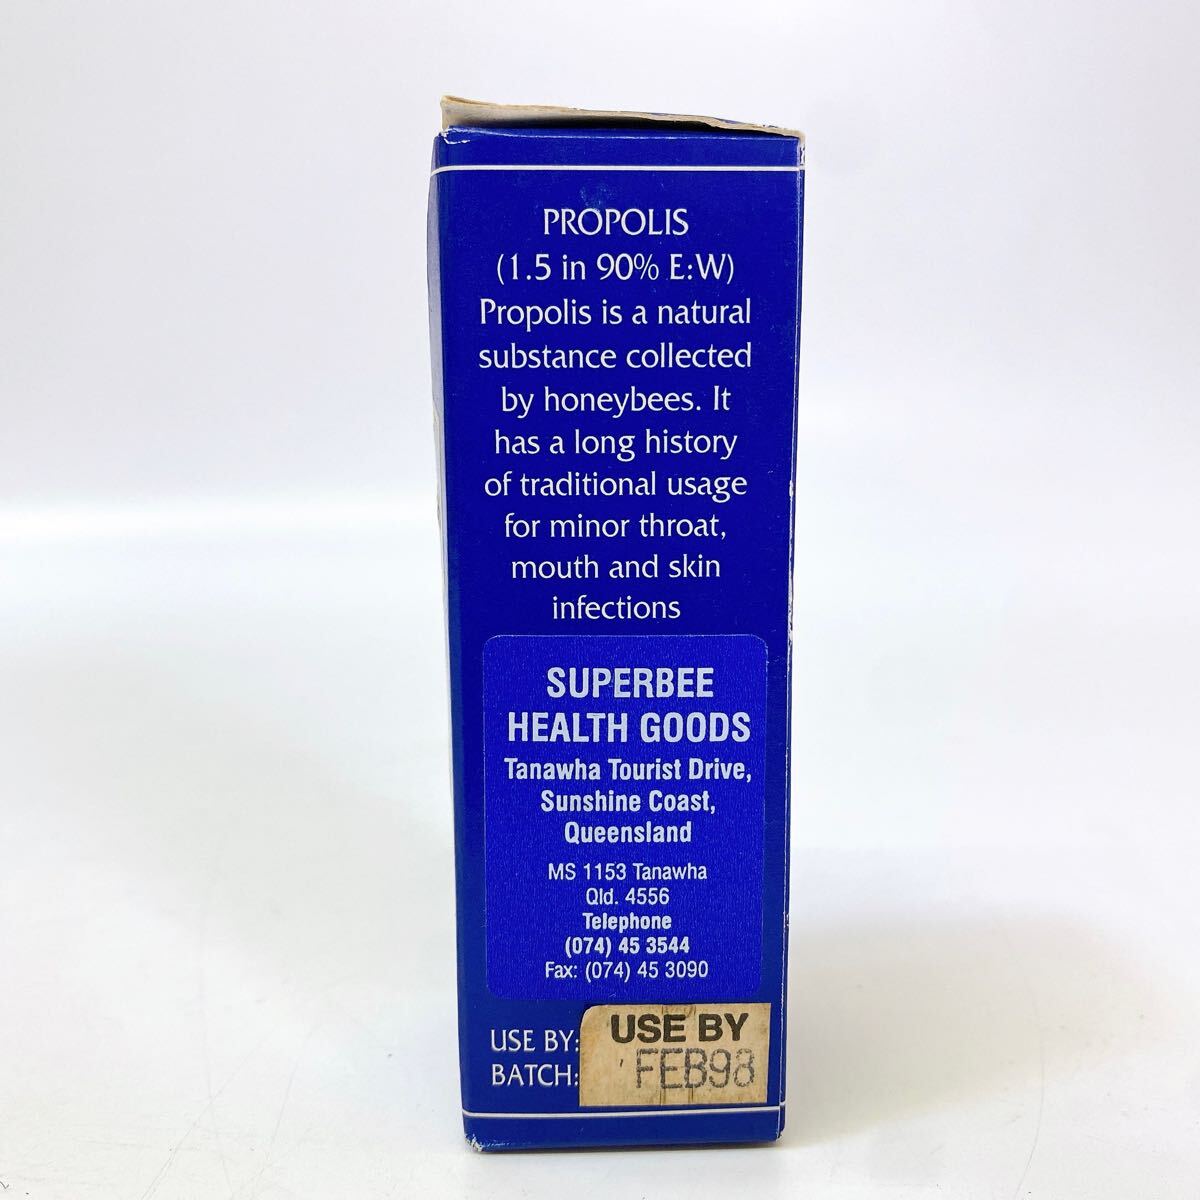 PROPOLIS
(1.5 in 90% E:W)
Propolis is a natural
substance collected
by honeybees. It
has a long history
of traditional usage
for minor throat,
mouth and skin
infections
SUPERBEE
HEALTH GOODS
Tanawha Tourist Drive,
Sunshine Coast,
Queensland
MS 1153 Tanawha
Qld. 4556
Telephone
(074) 45 3544
Fax: (074) 45 3090
USE BY:
BATCH:
USE BY
FEB98